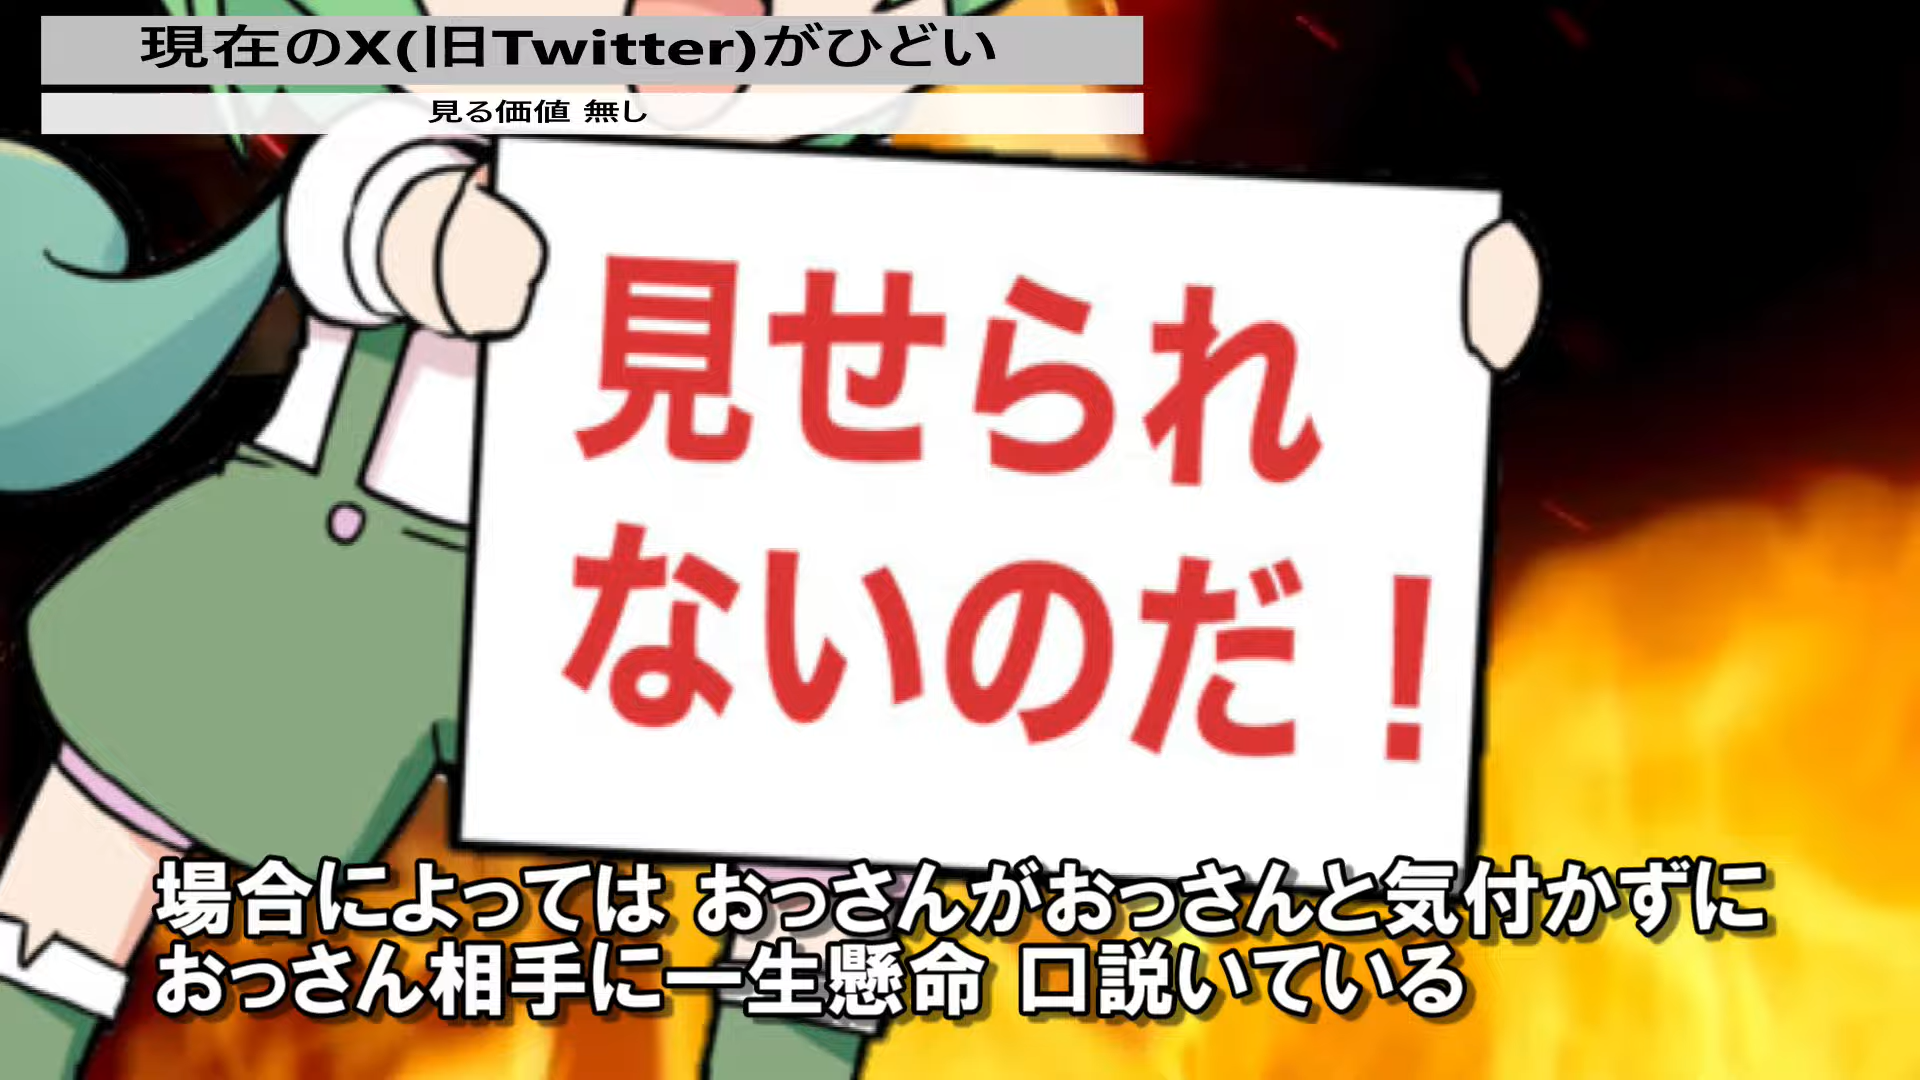 現在のX(旧Twitter)がひどい
見る価値 無し
見せられ
ないのだ！
場合によっては おっさんがおっさんと気付かずに
おっさん相手に一生懸命 口説いている